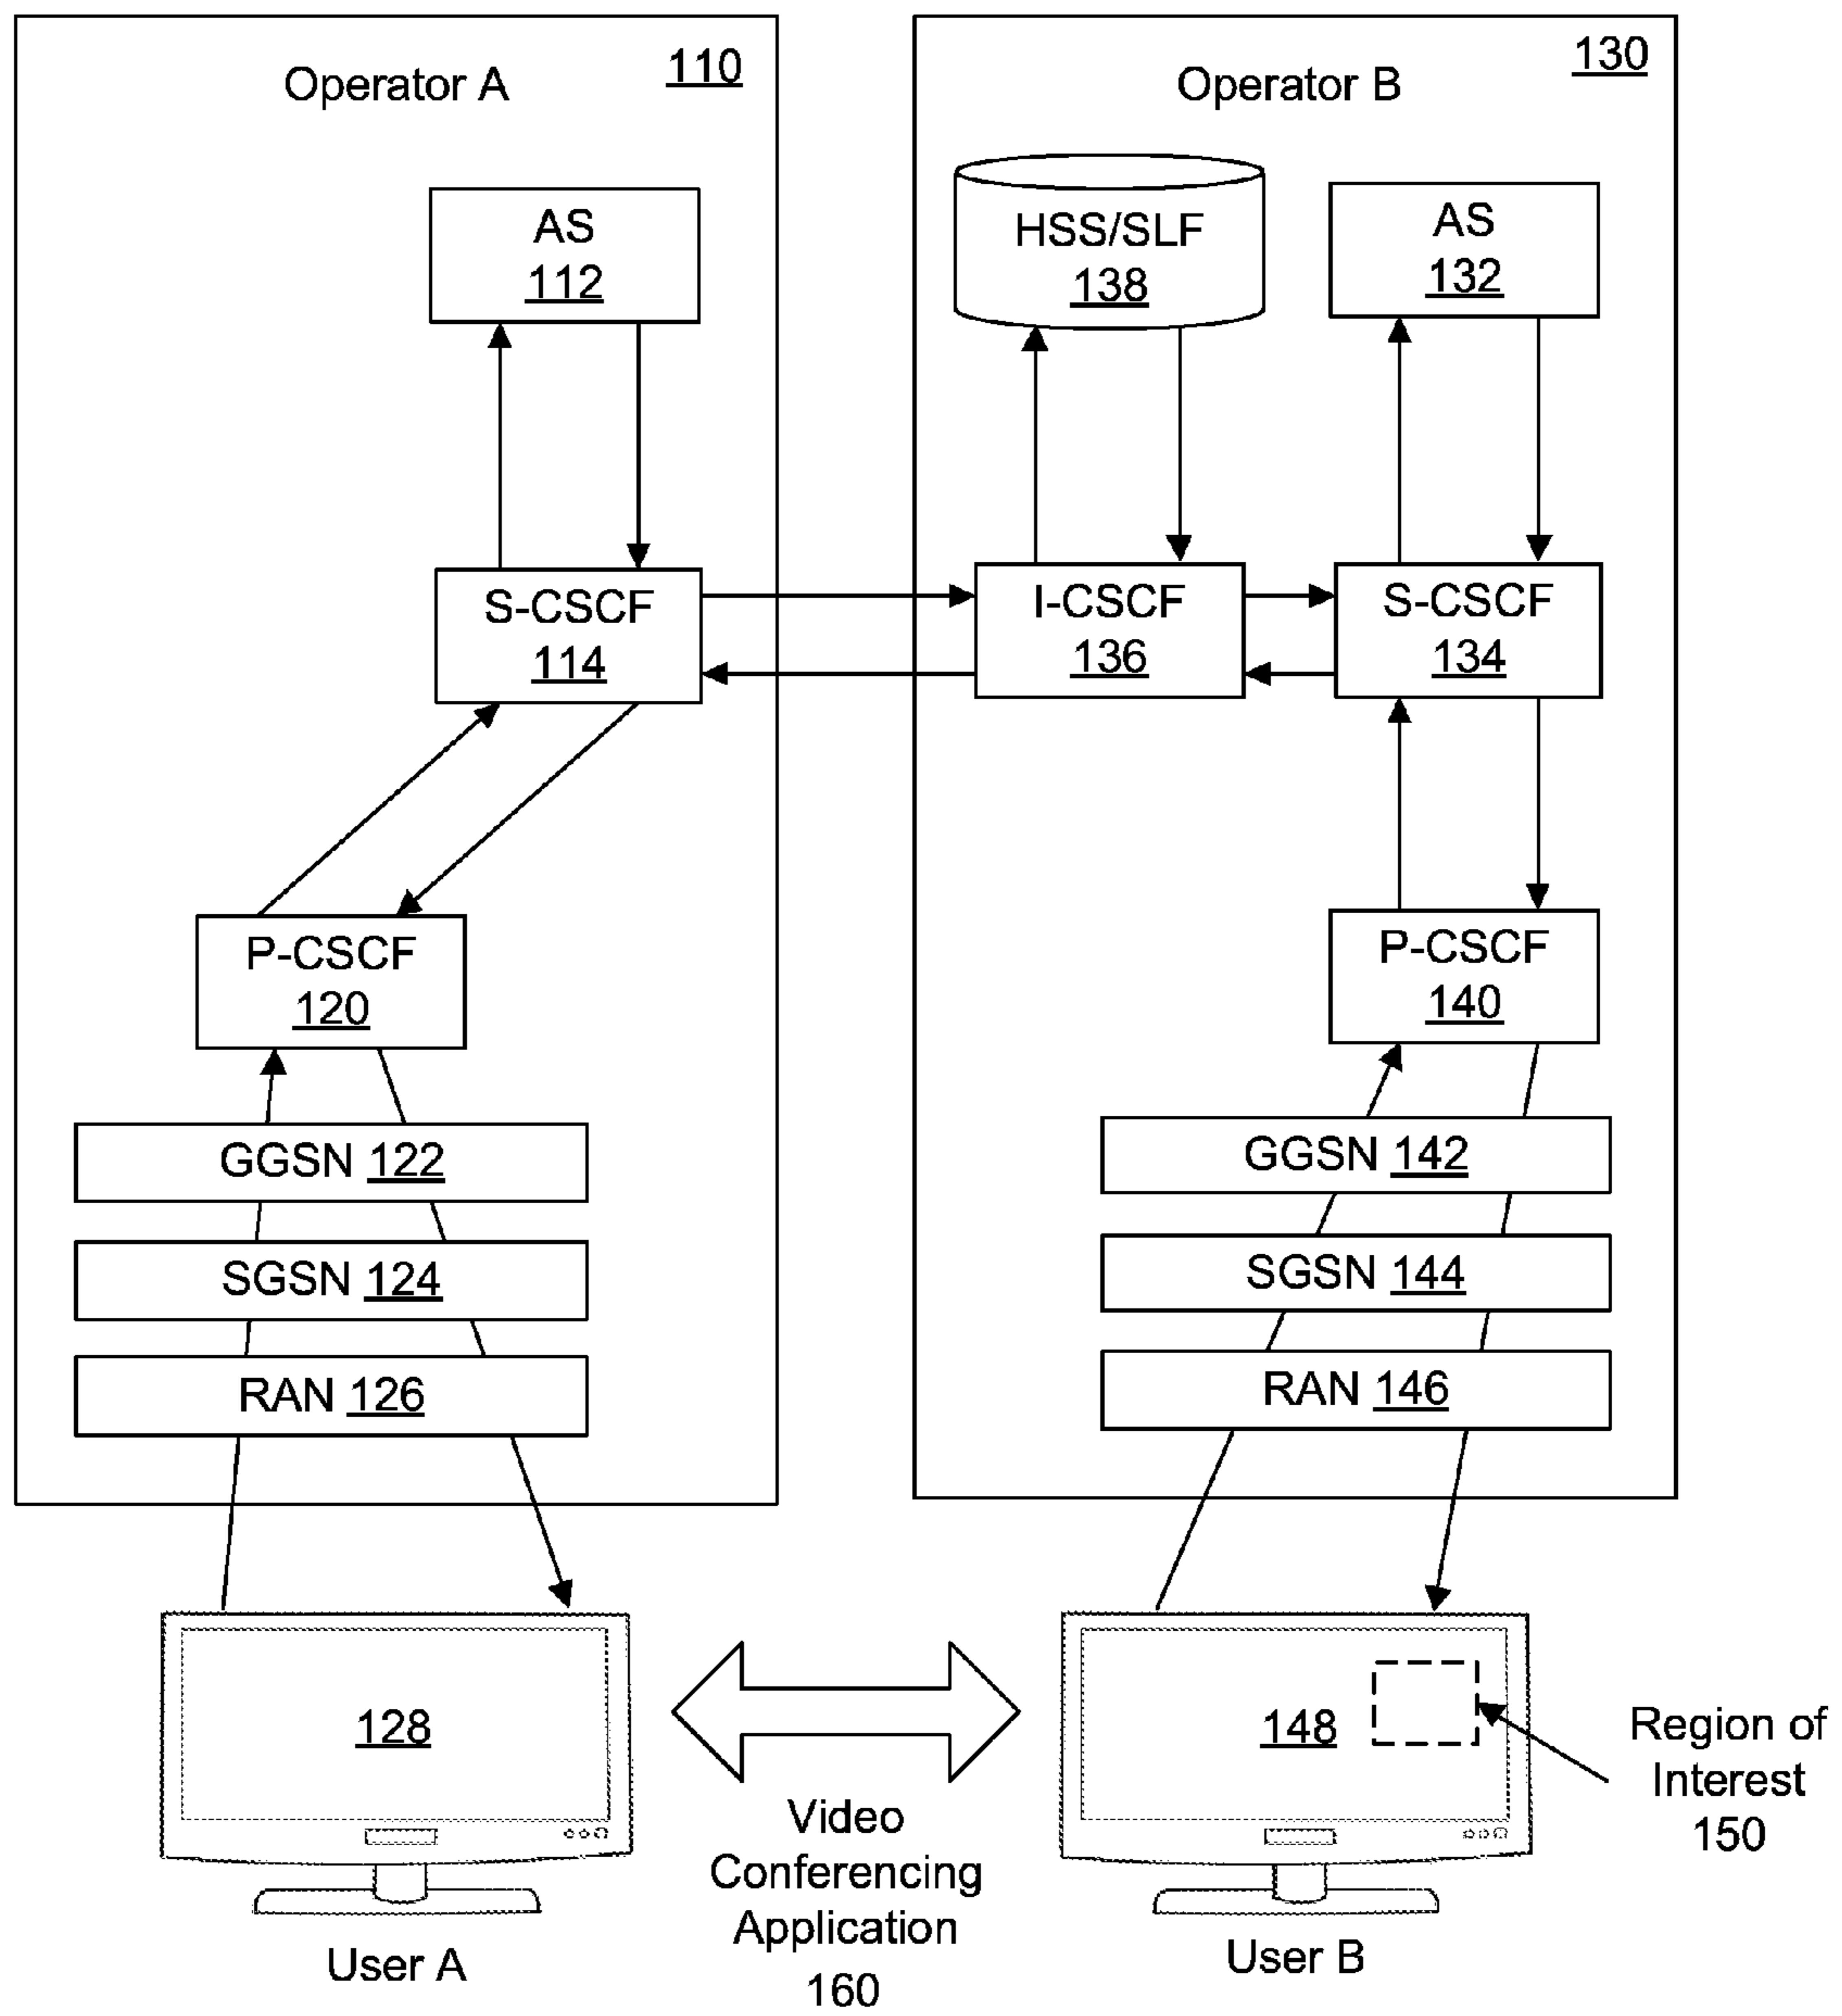 Operator A
110
AS
112
S-CSCF
114
P-CSCF
120
GGSN 122
SGSN 124
RAN 126
128
User A
Operator B
130
HSS/SLF
138
AS
132
I-CSCF
136
S-CSCF
134
P-CSCF
140
GGSN 142
SGSN 144
RAN 146
148
User B
Region of
Interest
150
Video
Conferencing
Application
160